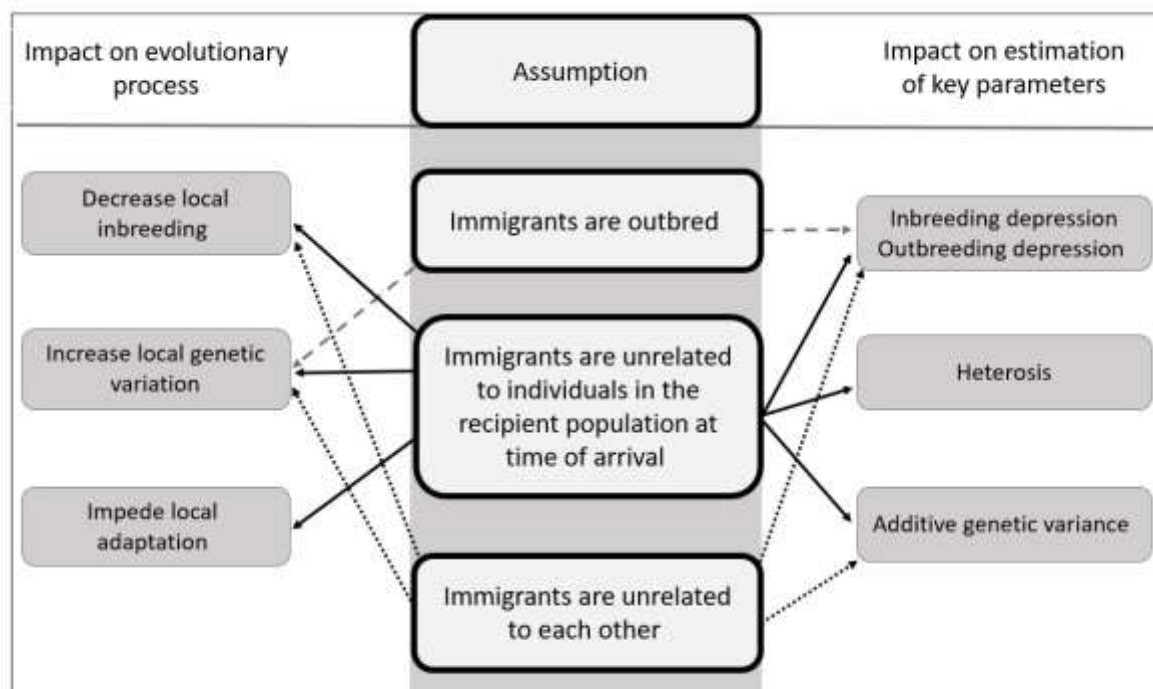 Impact on evolutionary
process
Assumption
Impact on estimation
of key parameters
Decrease local
inbreeding
Increase local genetic
variation
Impede local
adaptation
Immigrants are outbred
Immigrants are unrelated
to individuals in the
recipient population at
time of arrival
Immigrants are unrelated
to each other
Inbreeding depression
Outbreeding depression
Heterosis
Additive genetic variance